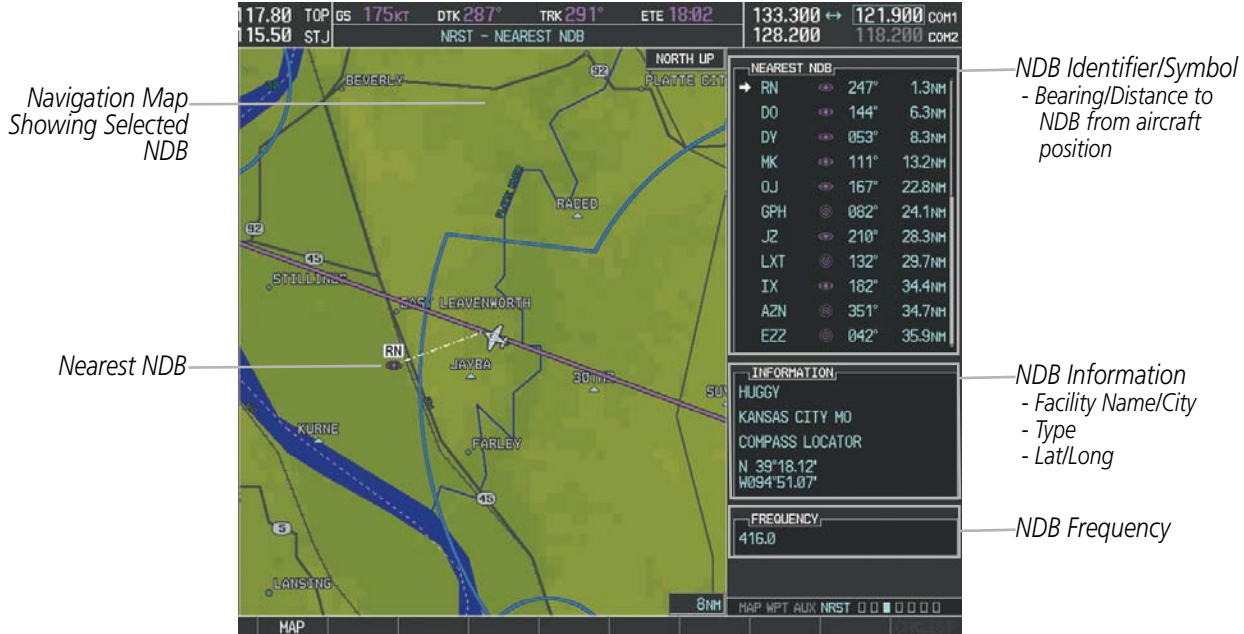 117.80 TOP GS 175KT DTK 287° TRK 291° ETE 18:02 133.300 ↔ 121.900 COM1
115.50 STJ NRST - NEAREST NDB 128.200 118.200 COM2
NORTH UP
BEVERLY
92
PLATTE CIT
PLATTE RIVER
RACED
92
45
STILLINGS
EAST LEAVENWORTH
RN
JAYBA
KURNE
FARLEY
45
5
LANSING
8NM
NEAREST NDB
RN 247° 1.3NM
DO 144° 6.3NM
DY 053° 8.3NM
MK 111° 13.2NM
OJ 167° 22.8NM
GPH 082° 24.1NM
JZ 210° 28.3NM
LXT 132° 29.7NM
IX 182° 34.4NM
AZN 351° 34.7NM
EZZ 042° 35.9NM
INFORMATION
HUGGY
KANSAS CITY MO
COMPASS LOCATOR
N 39°18.12'
W094°51.07'
FREQUENCY
416.0
MAP WPT AUX NRST
MAP
Navigation Map
Showing Selected
NDB
Nearest NDB
NDB Identifier/Symbol
- Bearing/Distance to
NDB from aircraft
position
NDB Information
- Facility Name/City
- Type
- Lat/Long
NDB Frequency